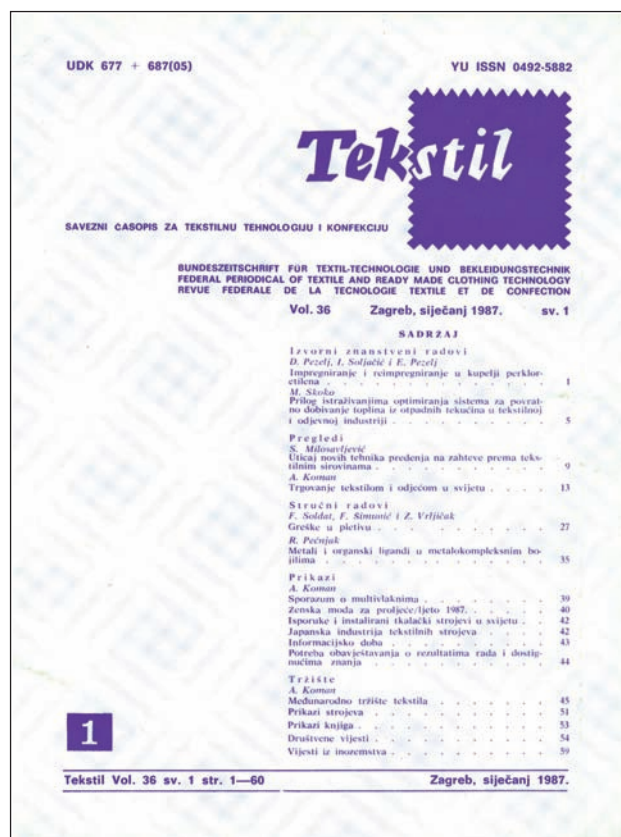 UDK 677 + 687(05) YU ISSN 0492-5882
Tekstil
SAVEZNI ČASOPIS ZA TEKSTILNU TEHNOLOGIJU I KONFEKCIJU
BUNDESZEITSCHRIFT FÜR TEXTIL-TECHNOLOGIE UND BEKLEIDUNGSTECHNIK
FEDERAL PERIODICAL OF TEXTILE AND READY MADE CLOTHING TECHNOLOGY
REVUE FEDERALE DE LA TECNOLOGIE TEXTILE ET DE CONFECTION
Vol. 36 Zagreb, siječanj 1987. sv. 1
SADRŽAJ
Izvorni znanstveni radovi
D. Pezelj, I. Soljačić i E. Pezelj
Impregniranje i reimpregniranje u kupelji perklor-
etilena . . . . . . . . . . . . 1
M. Skoko
Prilog istraživanjima optimiranja sistema za povrat-
no dobivanje toplina iz otpadnih tekućina u tekstilnoj
i odjevnoj industriji . . . . . . . . 5
Pregledi
S. Milosavljević
Uticaj novih tehnika predenja na zahteve prema teks-
tilnim sirovinama . . . . . . . . . 9
A. Koman
Trgovanje tekstilom i odjećom u svijetu . . . . 13
Stručni radovi
F. Soldat, F. Simunić i Z. Vrljičak
Greške u pletivu . . . . . . . . . . 27
R. Pečnjak
Metali i organski ligandi u metalokompleksnim bo-
jilima . . . . . . . . . . . . 35
Prikazi
A. Koman
Sporazum o multivlaknima . . . . . . . 39
Ženska moda za proljeće/ljeto 1987. . . . . . 40
Isporuke i instalirani tkalački strojevi u svijetu . . 42
Japanska industrija tekstilnih strojeva . . . . 42
Informacijsko doba . . . . . . . . . 43
Potreba obavještavanja o rezultatima rada i dostig-
nućima znanja . . . . . . . . . . 44
Tržište
A. Koman
Međunarodno tržište tekstila . . . . . . . 45
Prikazi strojeva . . . . . . . . . . 51
Prikazi knjiga . . . . . . . . . . 53
Društvene vijesti . . . . . . . . . . 54
Vijesti iz inozemstva . . . . . . . . . 59
1
Tekstil Vol. 36 sv. 1 str. 1—60 Zagreb, siječanj 1987.